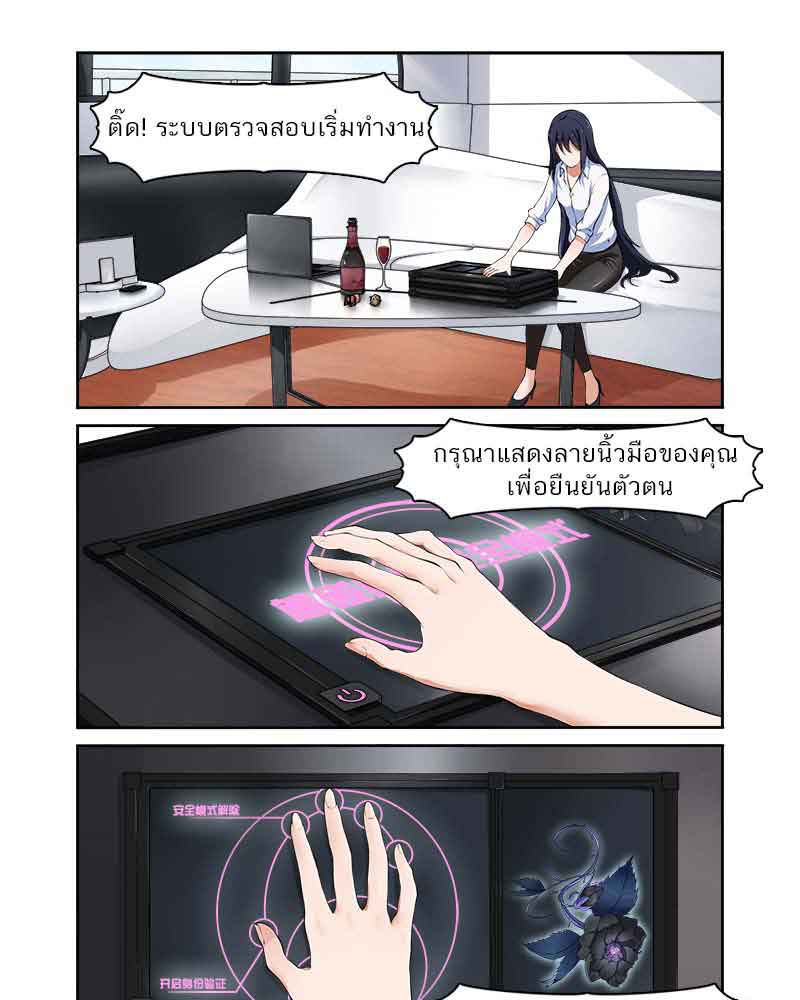 ติ๊ด! ระบบตรวจสอบเริ่มทำงาน
กรุณาแสดงลายนิ้วมือของคุณ
เพื่อยืนยันตัวตน
安全模式解除
开启身份验证